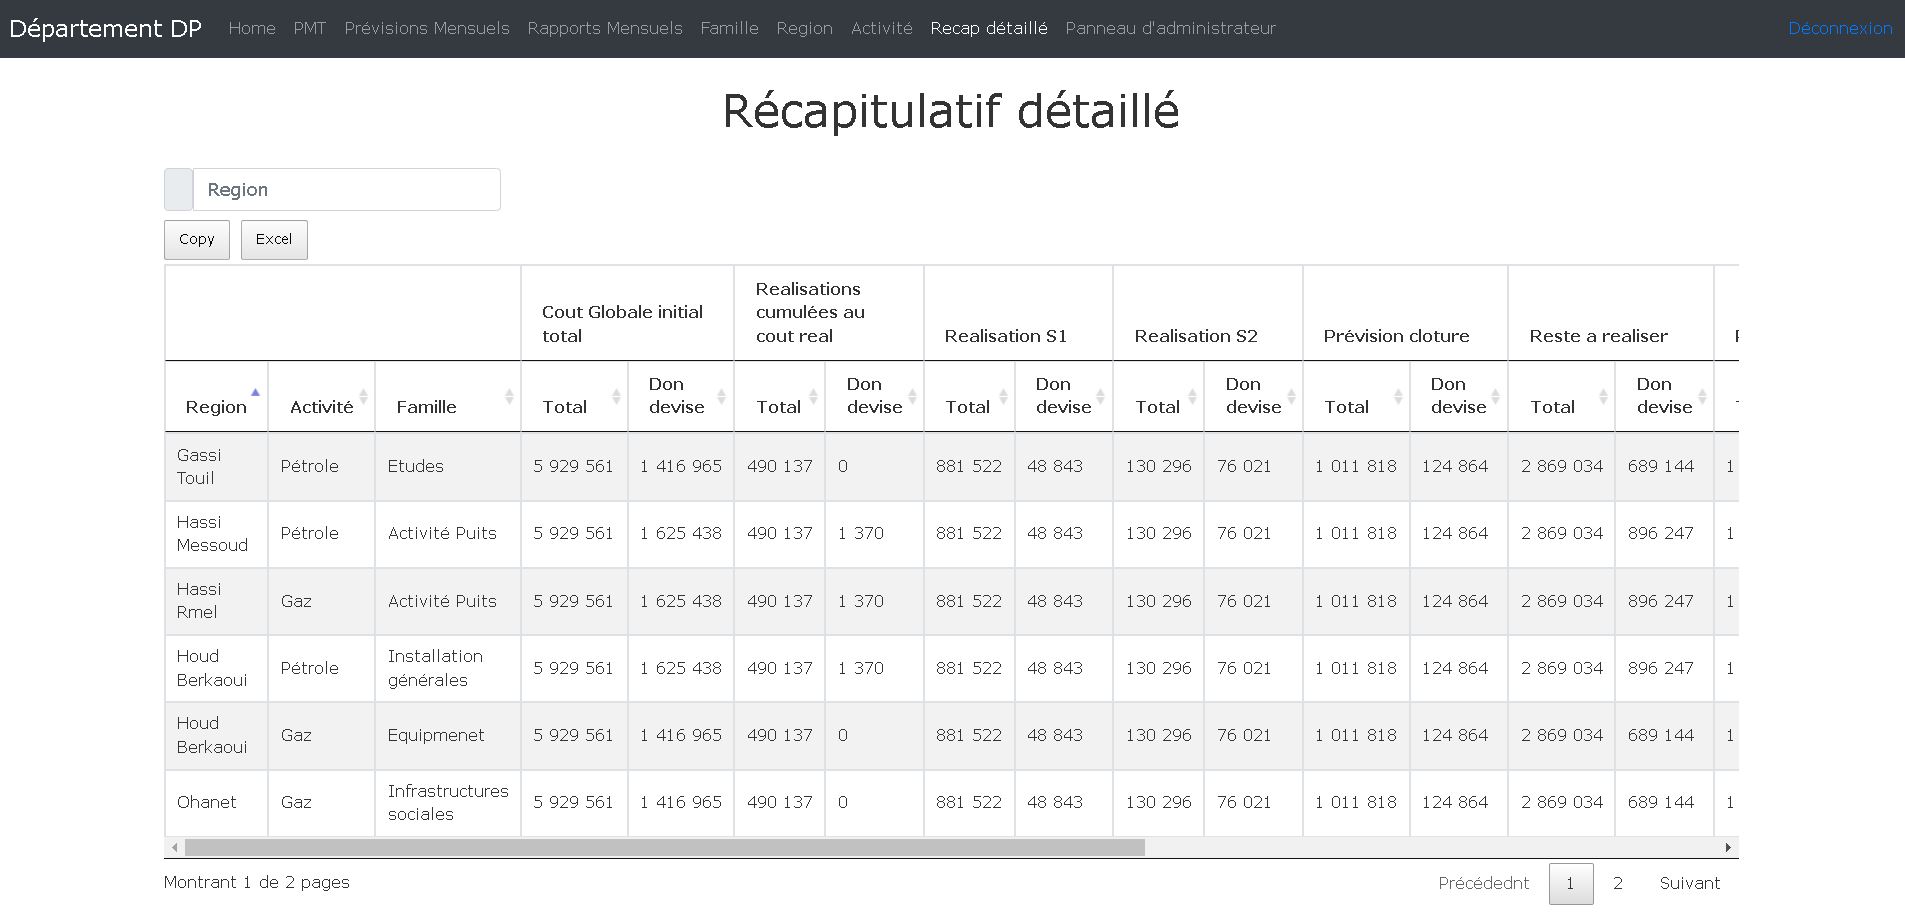 Département DP Home PMT Prévisions Mensuels Rapports Mensuels Famille Region Activité Recap détaillé Panneau d'administrateur Déconnexion
Récapitulatif détaillé
Region
Copy Excel
Cout Globale initial total Realisations cumulées au cout real Realisation S1 Realisation S2 Prévision cloture Reste a realiser
Region Activité Famille Total Don devise Total Don devise Total Don devise Total Don devise Total Don devise Total Don devise
Gassi Touil Pétrole Etudes 5 929 561 1 416 965 490 137 0 881 522 48 843 130 296 76 021 1 011 818 124 864 2 869 034 689 144 1
Hassi Messoud Pétrole Activité Puits 5 929 561 1 625 438 490 137 1 370 881 522 48 843 130 296 76 021 1 011 818 124 864 2 869 034 896 247 1
Hassi Rmel Gaz Activité Puits 5 929 561 1 625 438 490 137 1 370 881 522 48 843 130 296 76 021 1 011 818 124 864 2 869 034 896 247 1
Houd Berkaoui Pétrole Installation générales 5 929 561 1 625 438 490 137 1 370 881 522 48 843 130 296 76 021 1 011 818 124 864 2 869 034 896 247 1
Houd Berkaoui Gaz Equipmenet 5 929 561 1 416 965 490 137 0 881 522 48 843 130 296 76 021 1 011 818 124 864 2 869 034 689 144 1
Ohanet Gaz Infrastructures sociales 5 929 561 1 416 965 490 137 0 881 522 48 843 130 296 76 021 1 011 818 124 864 2 869 034 689 144 1
Montrant 1 de 2 pages Précédednt 1 2 Suivant